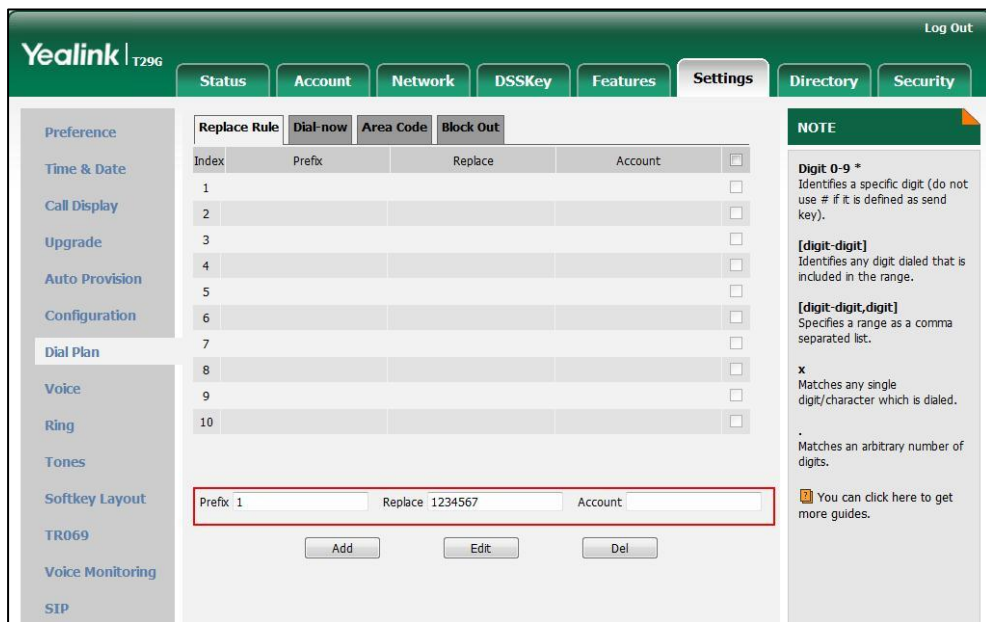 Log Out
Yealink T29G
Status Account Network DSSKey Features Settings Directory Security
Preference
Time & Date
Call Display
Upgrade
Auto Provision
Configuration
Dial Plan
Voice
Ring
Tones
Softkey Layout
TR069
Voice Monitoring
SIP
Replace Rule Dial-now Area Code Block Out
Index Prefix Replace Account
1
2
3
4
5
6
7
8
9
10
Prefix 1 Replace 1234567 Account
Add Edit Del
NOTE
Digit 0-9 *
Identifies a specific digit (do not
use # if it is defined as send
key).
[digit-digit]
Identifies any digit dialed that is
included in the range.
[digit-digit,digit]
Specifies a range as a comma
separated list.
x
Matches any single
digit/character which is dialed.
.
Matches an arbitrary number of
digits.
? You can click here to get
more guides.